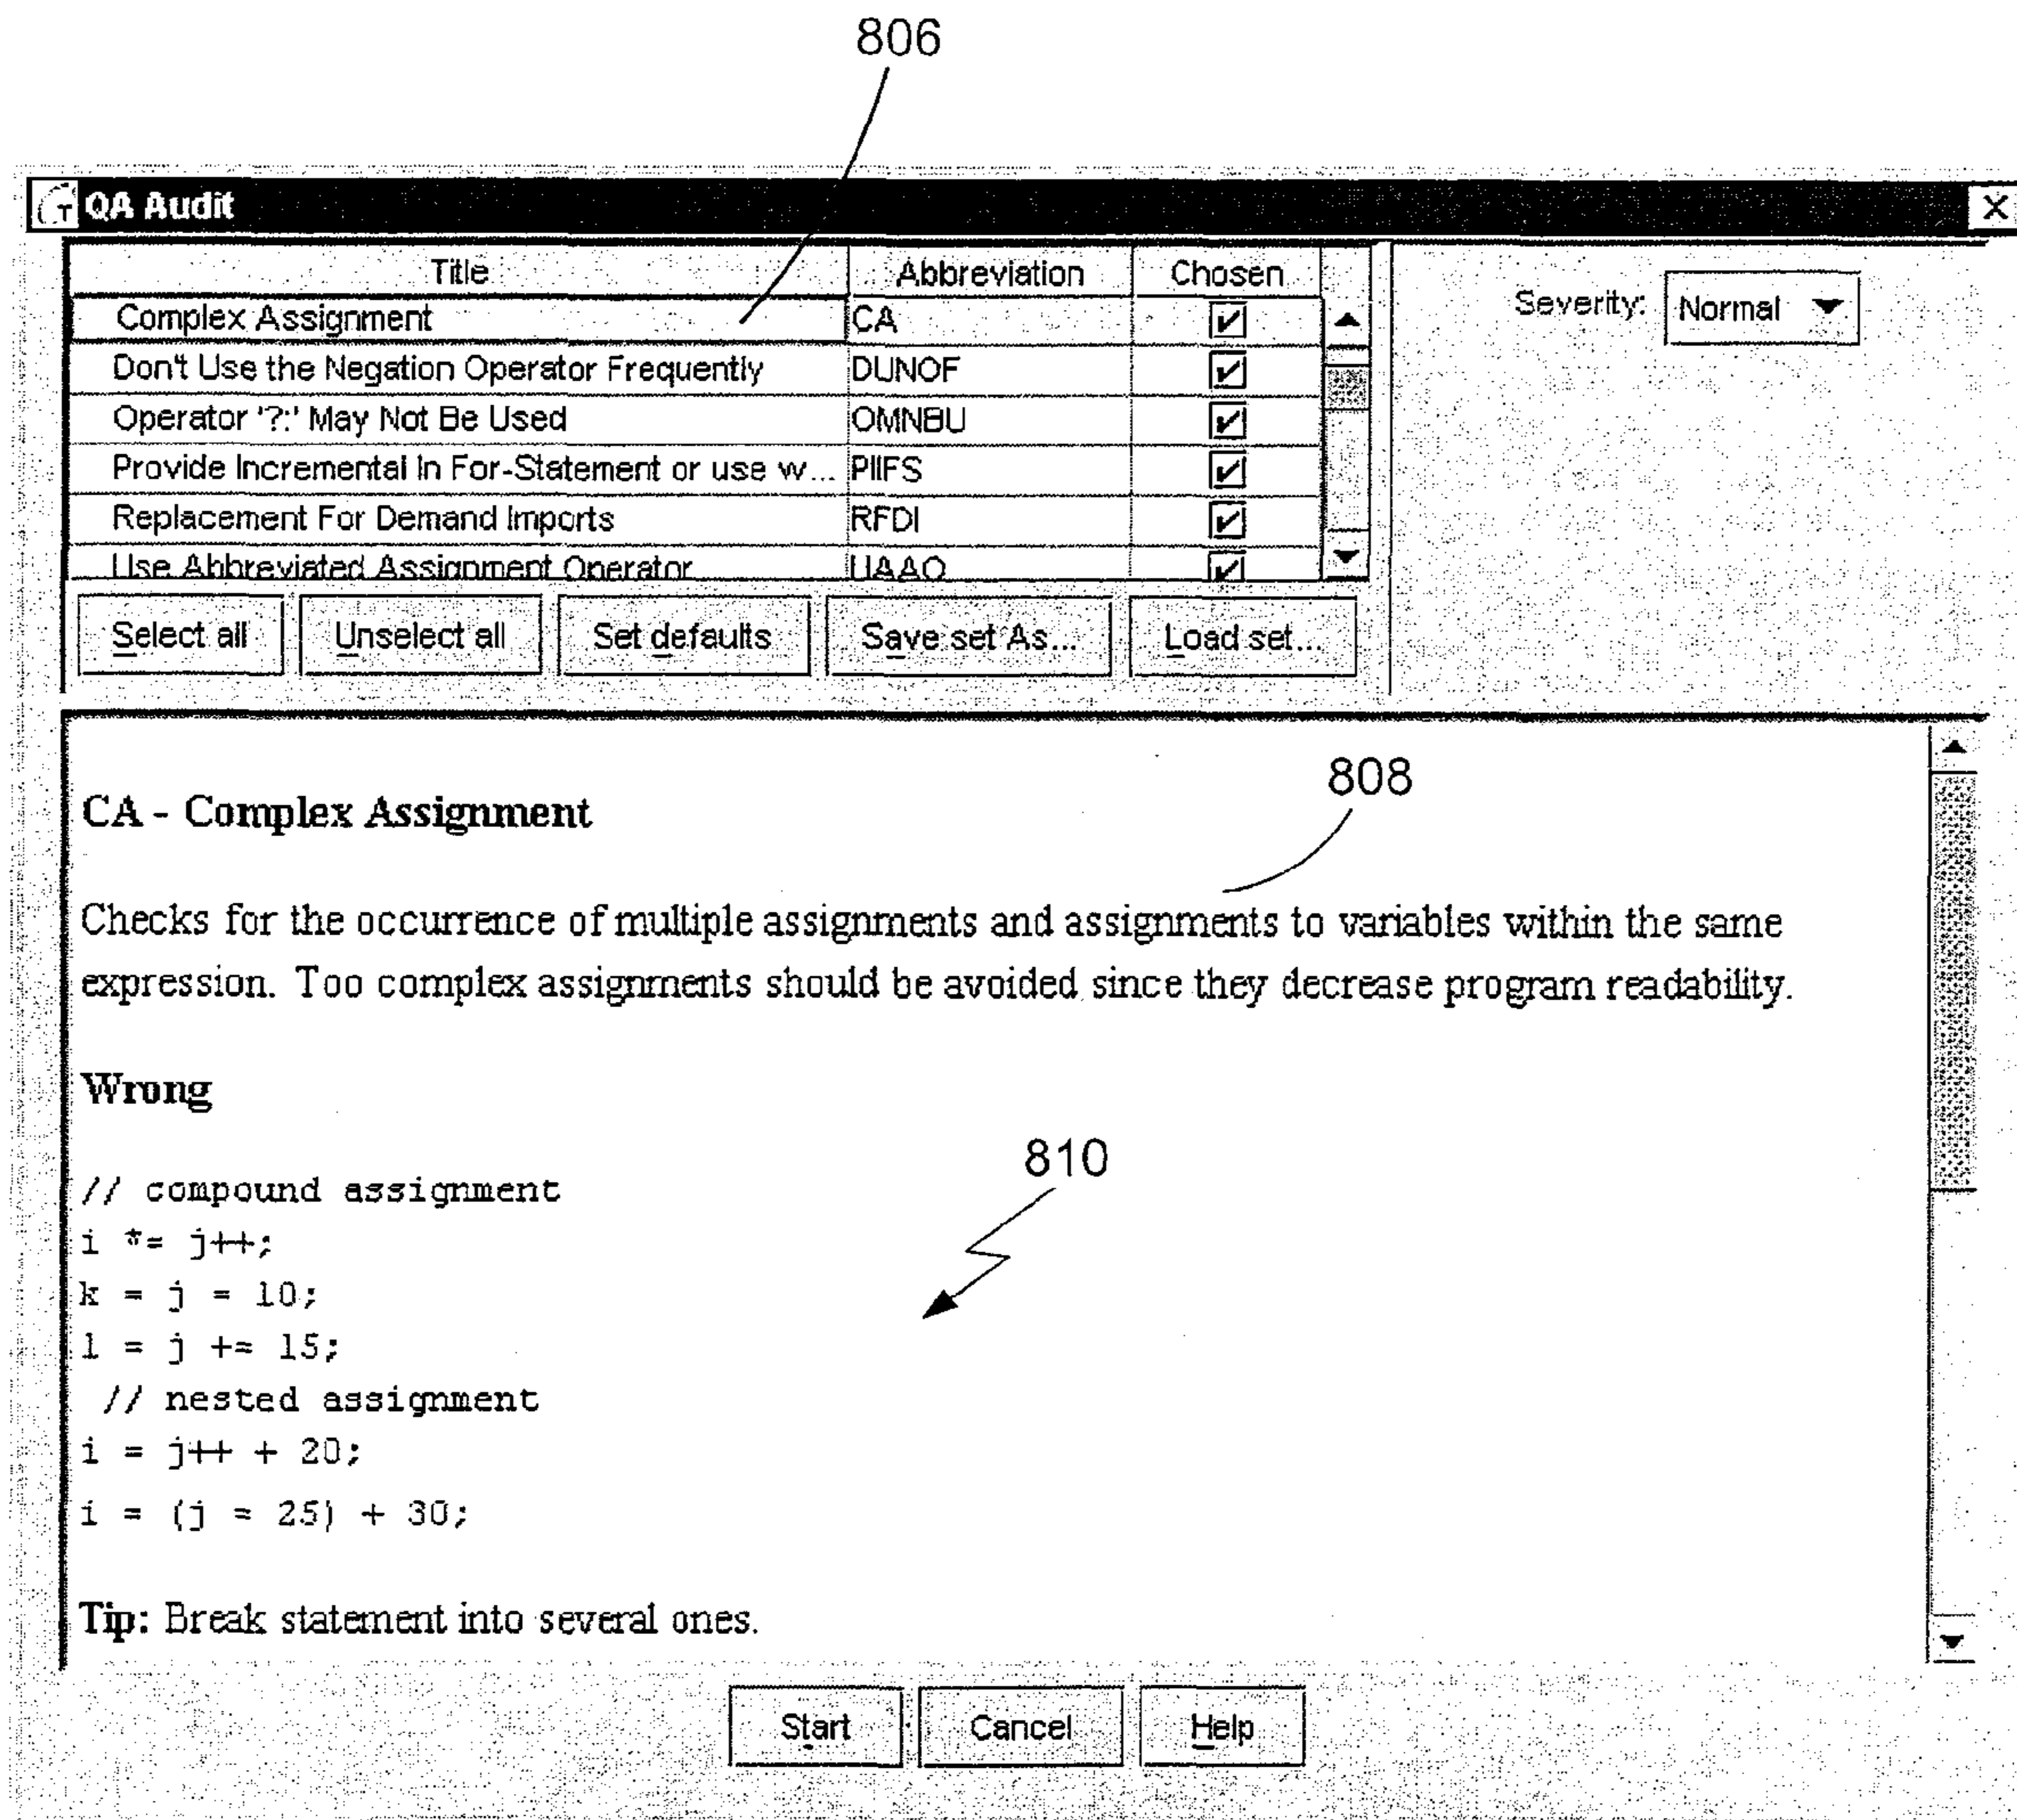 806
QA Audit
Title Abbreviation Chosen
Complex Assignment CA
Don't Use the Negation Operator Frequently DUNOF
Operator '?:' May Not Be Used OMNBU
Provide Incremental In For-Statement or use w... PIIFS
Replacement For Demand Imports RFDI
Use Abbreviated Assignment Operator UAAO
Severity: Normal
Select all Unselect all Set defaults Save set As... Load set...
808
CA - Complex Assignment
Checks for the occurrence of multiple assignments and assignments to variables within the same
expression. Too complex assignments should be avoided since they decrease program readability.
Wrong
810
// compound assignment
i *= j++;
k = j = 10;
l = j += 15;
// nested assignment
i = j++ + 20;
i = (j = 25) + 30;
Tip: Break statement into several ones.
Start Cancel Help